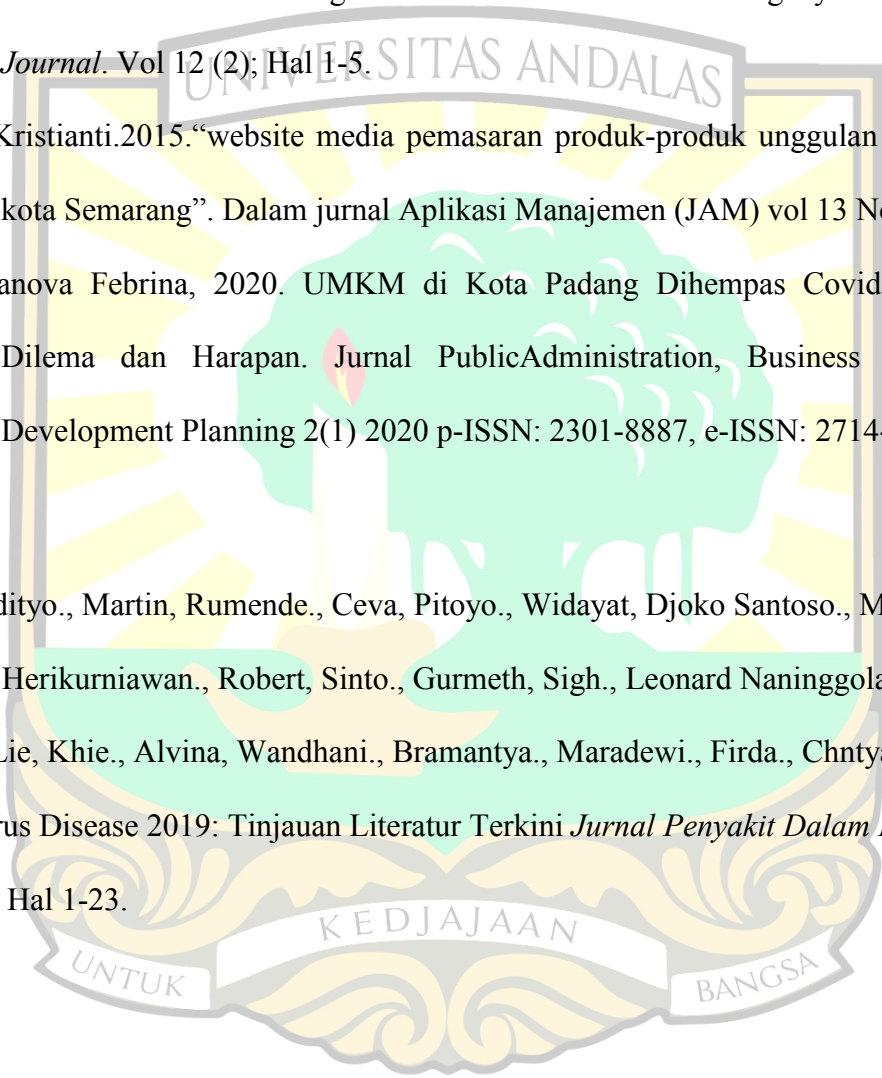 Journal. Vol 12 (2); Hal 1-5.
UNIVERSITAS ANDALAS
Kristianti.2015.“website media pemasaran produk-produk unggulan
kota Semarang”. Dalam jurnal Aplikasi Manajemen (JAM) vol 13
anova Febrina, 2020. UMKM di Kota Padang Dihempas Covid
Dilema dan Harapan. Jurnal PublicAdministration, Business
Development Planning 2(1) 2020 p-ISSN: 2301-8887, e-ISSN: 2714-
dityo., Martin, Rumende., Ceva, Pitoyo., Widayat, Djoko Santoso., M
Herikurniawan., Robert, Sinto., Gurmeth, Sigh., Leonard Naninggola
Lie, Khie., Alvina, Wandhani., Bramantya., Maradewi., Firda., Chnty
rus Disease 2019: Tinjauan Literatur Terkini Jurnal Penyakit Dalam
Hal 1-23.
KEDJAJAAN
UNTUK BANGSA